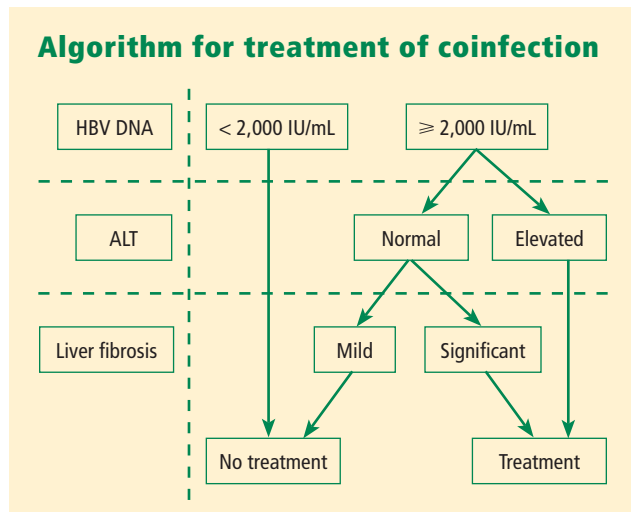 Algorithm for treatment of coinfection
HBV DNA
< 2,000 IU/mL
⩾ 2,000 IU/mL
ALT
Normal
Elevated
Liver fibrosis
Mild
Significant
No treatment
Treatment